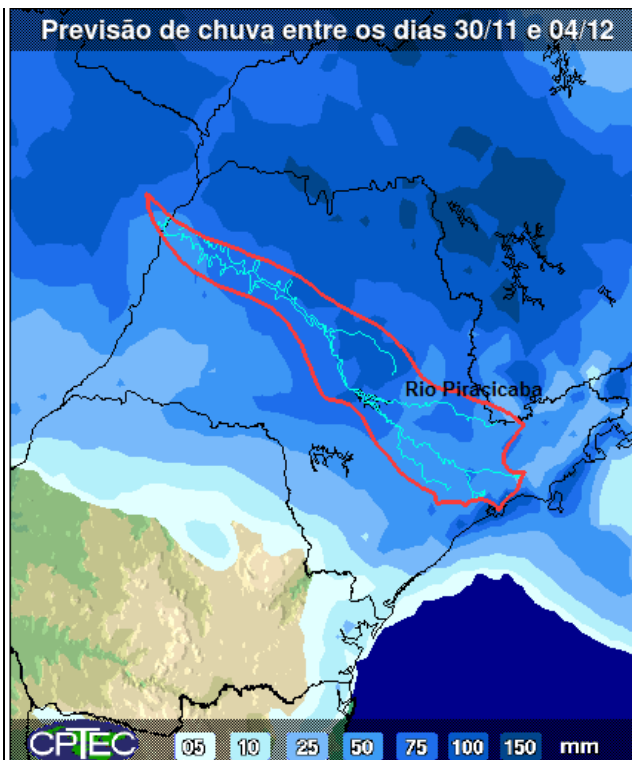 Previsão de chuva entre os dias 30/11 e 04/12
Rio Piracicaba
CPTEC 05 10 25 50 75 100 150 mm